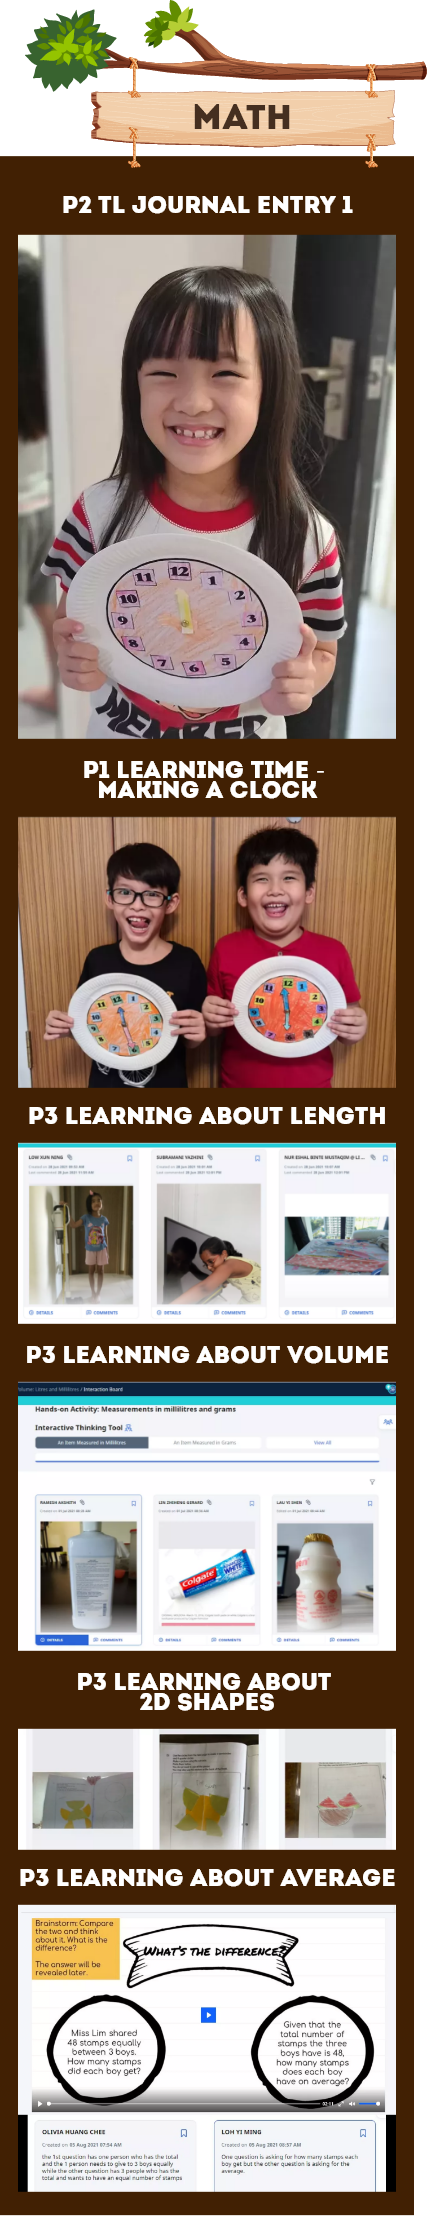 MATH
P2 TL JOURNAL ENTRY 1
11 12 1
10 2
9 3
8 4
7 6 5
MEMBER
P1 LEARNING TIME -
MAKING A CLOCK
P3 LEARNING ABOUT LENGTH
LOW XUN NING
SUBRAMANI YAZHINI
DETAILS COMMENTS
DETAILS COMMENTS
DETAILS COMMENTS
P3 LEARNING ABOUT VOLUME
Litres and Millilitres / Interaction Board
Hands-on Activity: Measurements in millilitres and grams
Interactive Thinking Tool
An Item Measured in Millilitres An Item Measured in Grams View All
LIN ZHIHENG GERARD
LAU YI SHEN
Colgate
WHITE
DETAILS COMMENTS
DETAILS COMMENTS
DETAILS COMMENTS
P3 LEARNING ABOUT
2D SHAPES
P3 LEARNING ABOUT AVERAGE
Brainstorm: Compare
the two and think
about it. What is the
difference?
The answer will be
revealed later.
WHAT'S THE DIFFERENCE?
Miss Lim shared
48 stamps equally
between 3 boys.
How many stamps
did each boy get?
Given that the
total number of
stamps the three
boys have is 48,
how many stamps
does each boy
have on average?
02:11
OLIVIA HUANG CHEE
Created on 05 Aug 2021 07:54 AM
the 1st question has one person who has the total
and the 1 person needs to give to 3 boys equally
while the other question has 3 people who has the
total and wants to have an equal number of stamps
LOH YI MING
Created on 05 Aug 2021 08:57 AM
One question is asking for how many stamps each
boy get but the other question is asking for the
average.